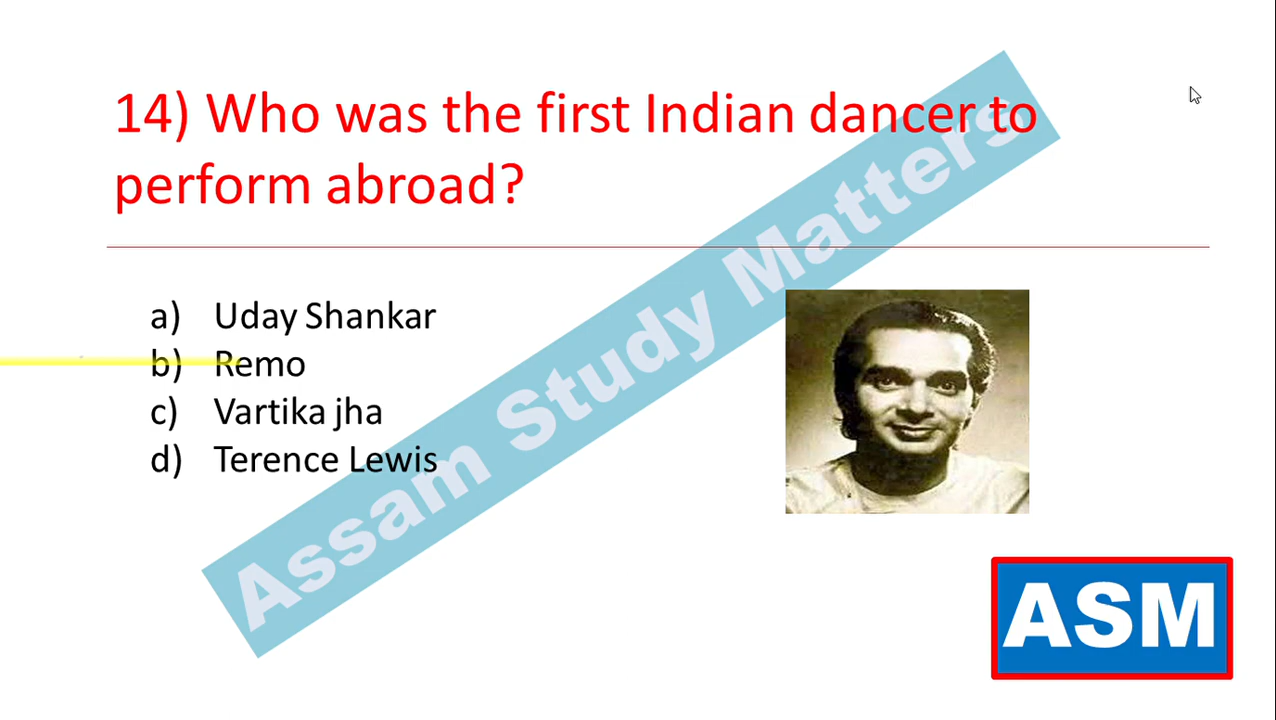 14) Who was the first Indian dancer to
perform abroad?
a) Uday Shankar
b) Remo
c) Vartika jha
d) Terence Lewis
Assam Study Matters
ASM